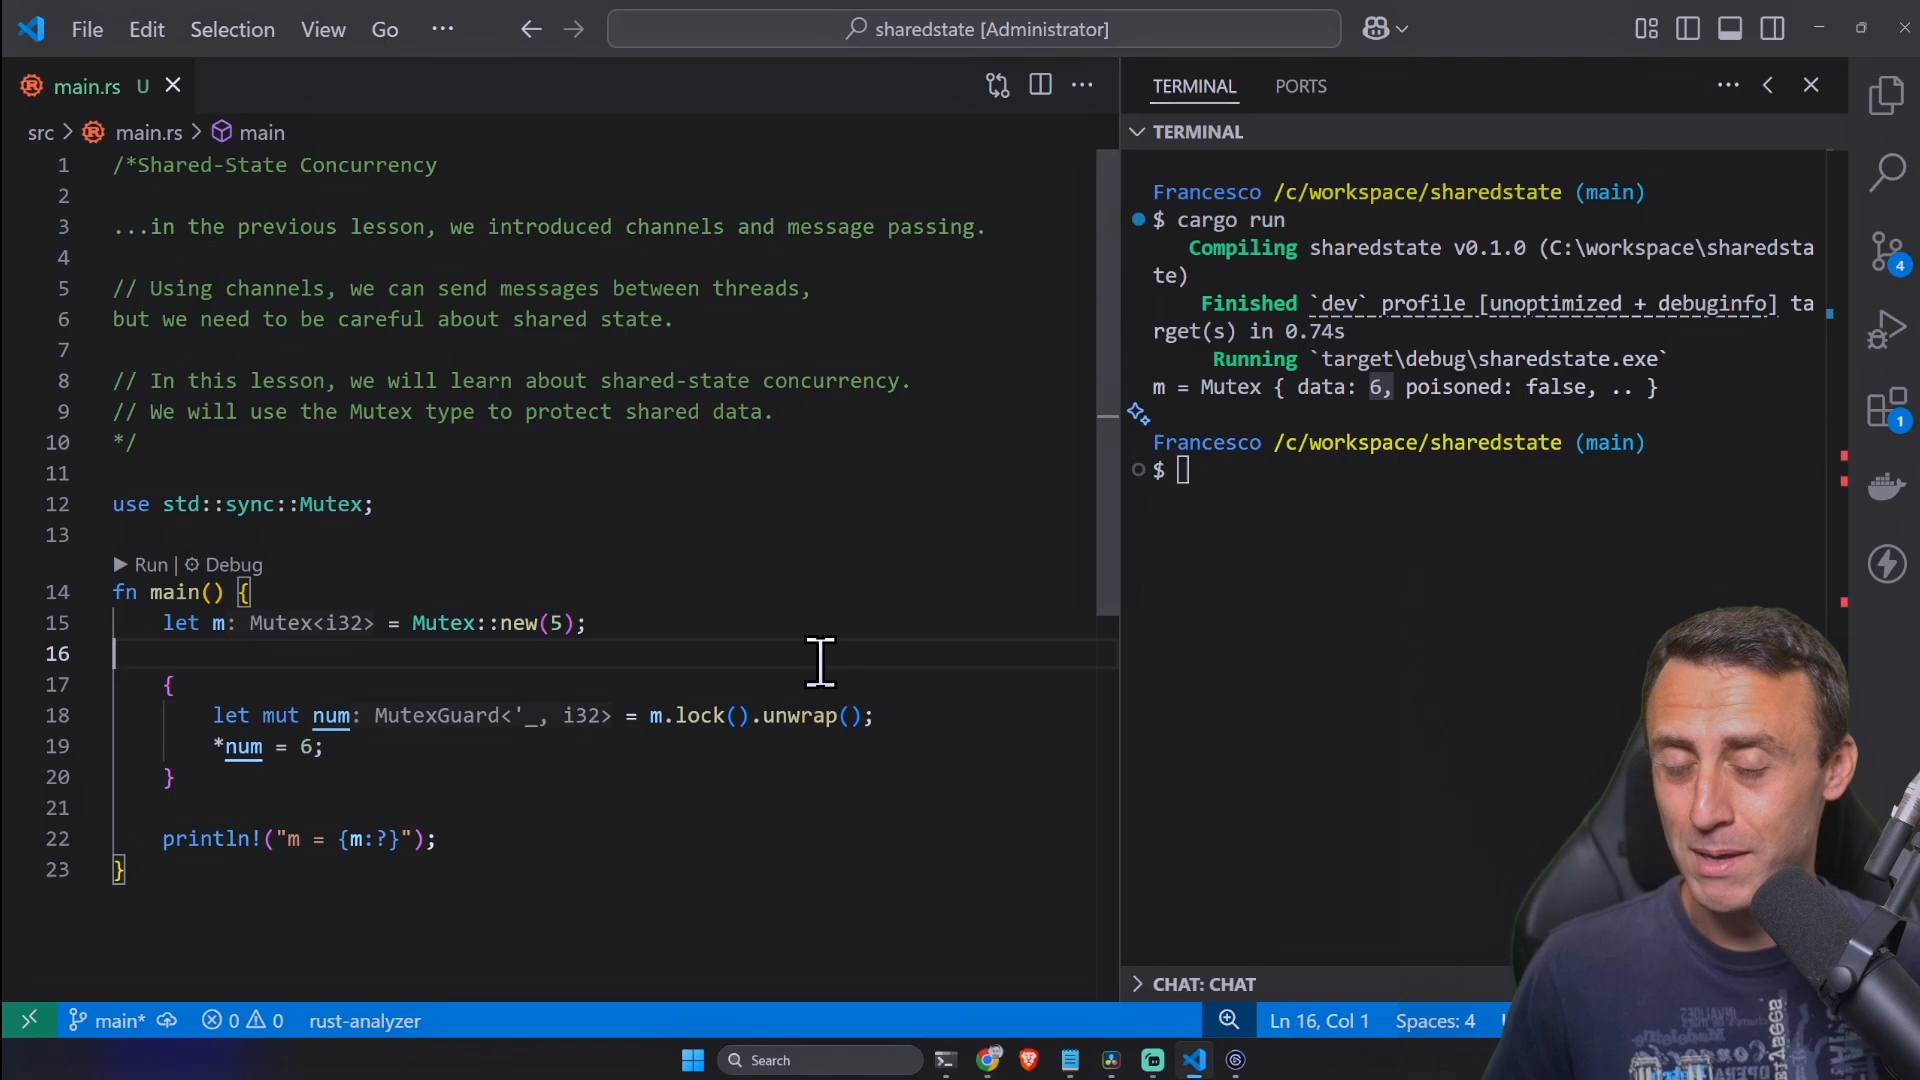 File Edit Selection View Go ··· sharedstate [Administrator]
main.rs U
src > main.rs > main
1 /*Shared-State Concurrency
2
3 ...in the previous lesson, we introduced channels and message passing.
4
5 // Using channels, we can send messages between threads,
6 but we need to be careful about shared state.
7
8 // In this lesson, we will learn about shared-state concurrency.
9 // We will use the Mutex type to protect shared data.
10 */
11
12 use std::sync::Mutex;
13
Run | Debug
14 fn main() {
15 let m: Mutex<i32> = Mutex::new(5);
16
17 {
18 let mut num: MutexGuard<'_, i32> = m.lock().unwrap();
19 *num = 6;
20 }
21
22 println!("m = {m:?}");
23 }
TERMINAL PORTS
TERMINAL
Francesco /c/workspace/sharedstate (main)
$ cargo run
Compiling sharedstate v0.1.0 (C:\workspace\sharedsta
te)
Finished `dev` profile [unoptimized + debuginfo] ta
rget(s) in 0.74s
Running `target\debug\sharedstate.exe`
m = Mutex { data: 6, poisoned: false, .. }
Francesco /c/workspace/sharedstate (main)
$
4
1
CHAT: CHAT
main* 0 0 rust-analyzer Ln 16, Col 1 Spaces: 4
Search